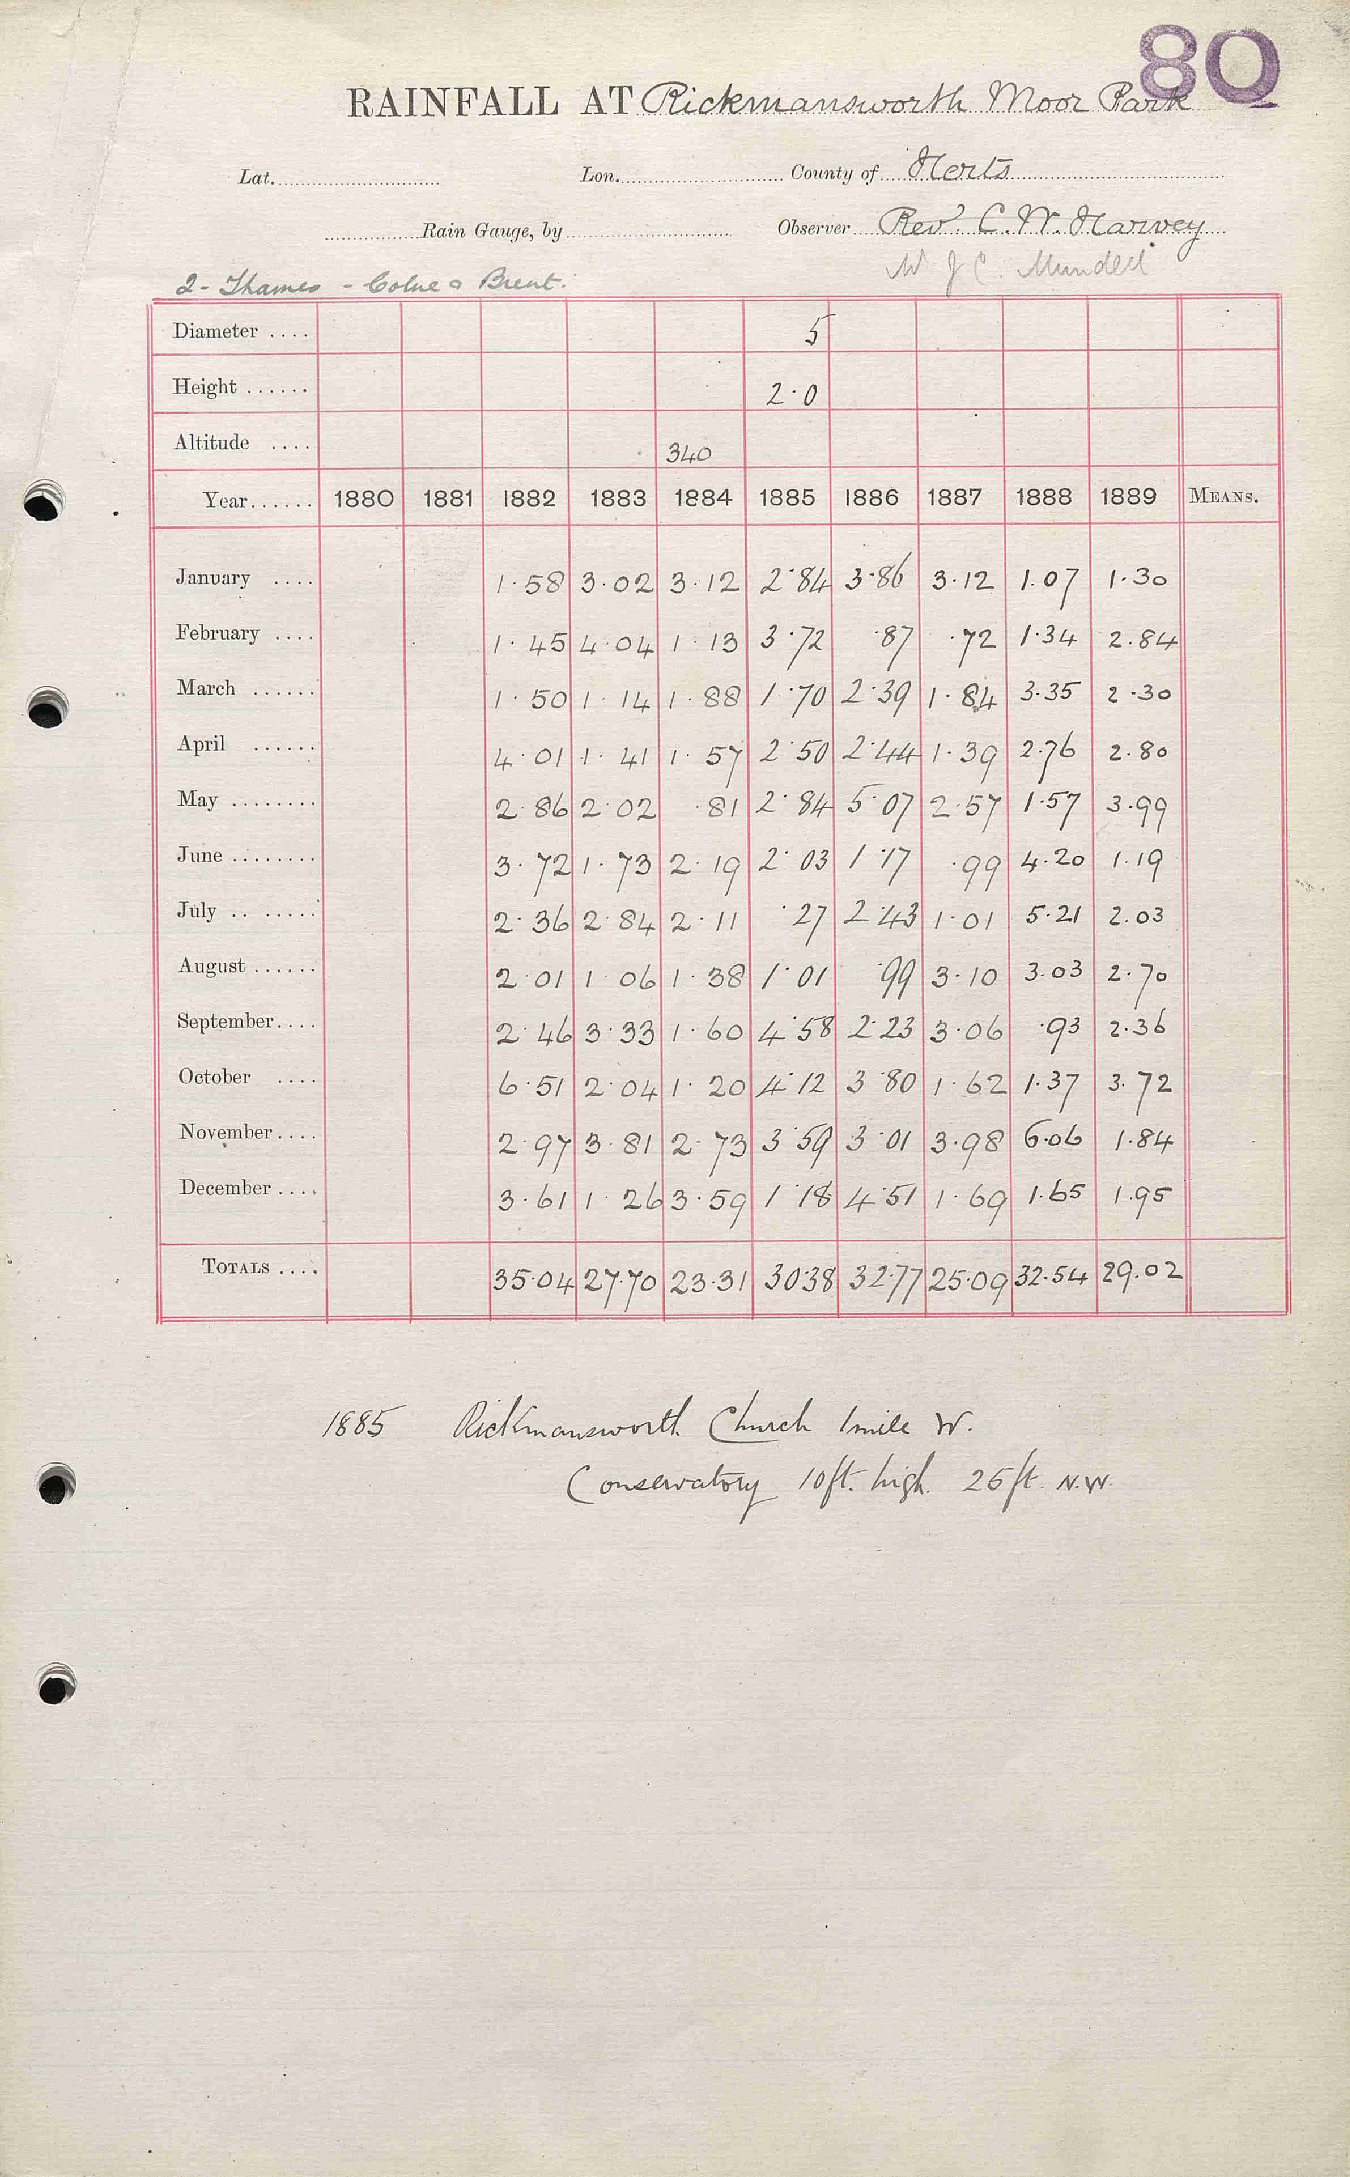 80
RAINFALL AT Rickmansworth Moor Park
Lat. Lon. County of Herts
Rain Gauge, by Observer Rev. C. W. Harvey
Mr J C Mundell
2 - Thames - Colne & Brent.
Diameter .... 5
Height ...... 2.0
Altitude .... 340
Year...... 1880 1881 1882 1883 1884 1885 1886 1887 1888 1889 MEANS.
January .... 1.58 3.02 3.12 2.84 3.86 3.12 1.07 1.30
February .... 1.45 4.04 1.13 3.72 .87 .72 1.34 2.84
March ...... 1.50 1.14 1.88 1.70 2.39 1.84 3.35 2.30
April ...... 4.01 1.41 1.57 2.50 2.44 1.39 2.76 2.80
May ........ 2.86 2.02 .81 2.84 5.07 2.57 1.57 3.99
June ........ 3.72 1.73 2.19 2.03 1.17 .99 4.20 1.19
July .. ..... 2.36 2.84 2.11 .27 2.43 1.01 5.21 2.03
August ...... 2.01 1.06 1.38 1.01 .99 3.10 3.03 2.70
September.... 2.46 3.33 1.60 4.58 2.23 3.06 .93 2.36
October .... 6.51 2.04 1.20 4.12 3.80 1.62 1.37 3.72
November.... 2.97 3.81 2.73 3.59 3.01 3.98 6.06 1.84
December.... 3.61 1.26 3.59 1.18 4.51 1.69 1.65 1.95
TOTALS .... 35.04 27.70 23.31 30.38 32.77 25.09 32.54 29.02
1885 Rickmansworth Church 1 mile W.
Conservatory 10ft. high 25ft N.W.